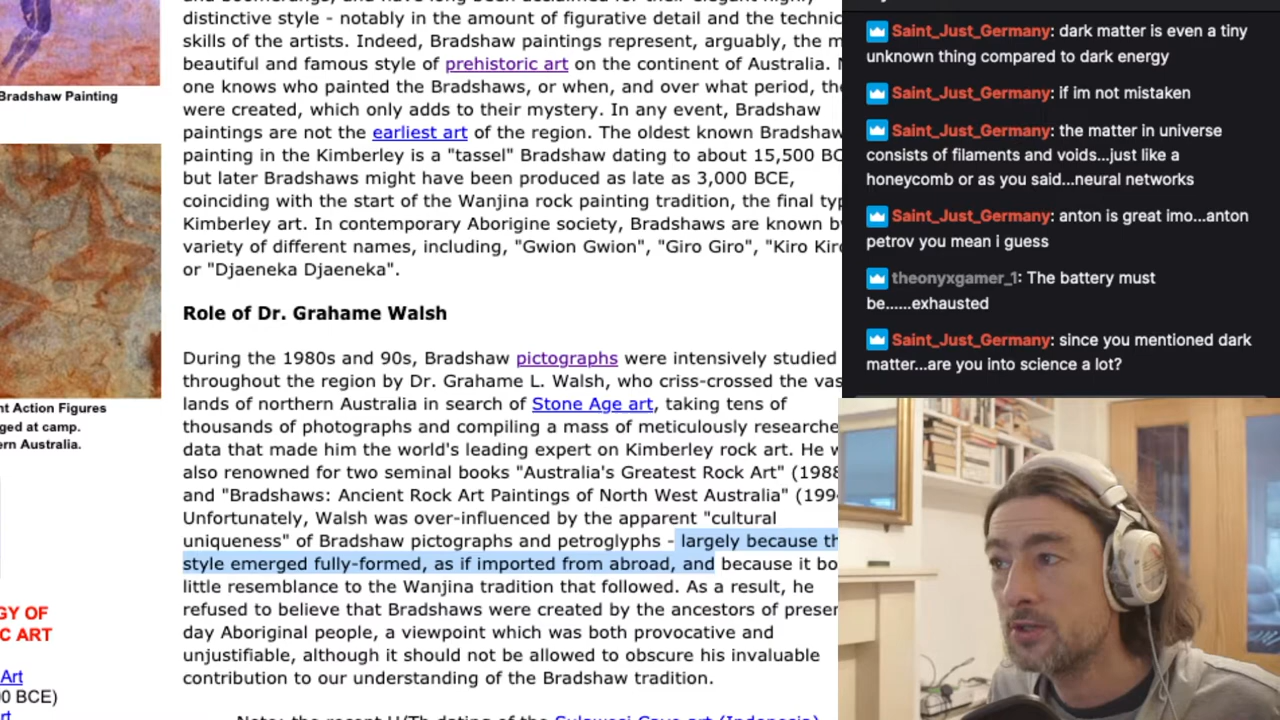 distinctive style - notably in the amount of figurative detail and the technic
skills of the artists. Indeed, Bradshaw paintings represent, arguably, the m
beautiful and famous style of prehistoric art on the continent of Australia.
one knows who painted the Bradshaws, or when, and over what period, the
were created, which only adds to their mystery. In any event, Bradshaw
paintings are not the earliest art of the region. The oldest known Bradshaw
painting in the Kimberley is a "tassel" Bradshaw dating to about 15,500 BC
but later Bradshaws might have been produced as late as 3,000 BCE,
coinciding with the start of the Wanjina rock painting tradition, the final typ
Kimberley art. In contemporary Aborigine society, Bradshaws are known b
variety of different names, including, "Gwion Gwion", "Giro Giro", "Kiro Kir
or "Djaeneka Djaeneka".
Bradshaw Painting
nt Action Figures
ged at camp.
ern Australia.
Role of Dr. Grahame Walsh
During the 1980s and 90s, Bradshaw pictographs were intensively studied
throughout the region by Dr. Grahame L. Walsh, who criss-crossed the vas
lands of northern Australia in search of Stone Age art, taking tens of
thousands of photographs and compiling a mass of meticulously researche
data that made him the world's leading expert on Kimberley rock art. He w
also renowned for two seminal books "Australia's Greatest Rock Art" (1988
and "Bradshaws: Ancient Rock Art Paintings of North West Australia" (199
Unfortunately, Walsh was over-influenced by the apparent "cultural
uniqueness" of Bradshaw pictographs and petroglyphs - largely because th
style emerged fully-formed, as if imported from abroad, and because it bo
little resemblance to the Wanjina tradition that followed. As a result, he
refused to believe that Bradshaws were created by the ancestors of presen
day Aboriginal people, a viewpoint which was both provocative and
unjustifiable, although it should not be allowed to obscure his invaluable
contribution to our understanding of the Bradshaw tradition.
GY OF
C ART
Art
00 BCE)
Saint_Just_Germany: dark matter is even a tiny
unknown thing compared to dark energy
Saint_Just_Germany: if im not mistaken
Saint_Just_Germany: the matter in universe
consists of filaments and voids...just like a
honeycomb or as you said...neural networks
Saint_Just_Germany: anton is great imo...anton
petrov you mean i guess
theonyxgamer_1: The battery must
be......exhausted
Saint_Just_Germany: since you mentioned dark
matter...are you into science a lot?